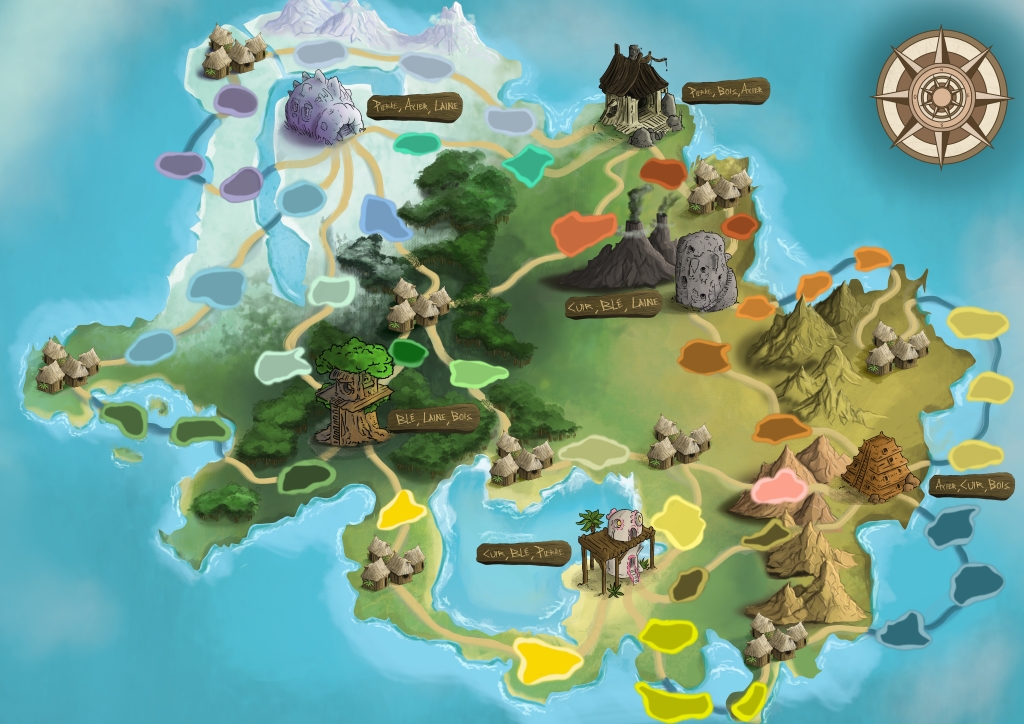 PIERRE, BOIS, ACIER
PIERRE, ACIER, LAINE
CUIR, BLÉ, LAINE
BLÉ, LAINE, BOIS
ACIER, CUIR, BOIS
CUIR, BLÉ, PIERRE